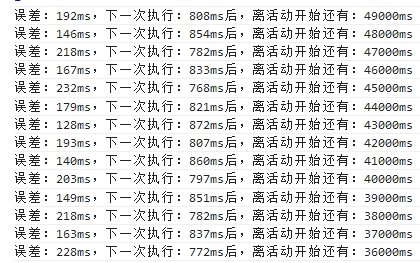 误差：192ms，下一次执行：808ms后，离活动开始还有：49000ms
误差：146ms，下一次执行：854ms后，离活动开始还有：48000ms
误差：218ms，下一次执行：782ms后，离活动开始还有：47000ms
误差：167ms，下一次执行：833ms后，离活动开始还有：46000ms
误差：232ms，下一次执行：768ms后，离活动开始还有：45000ms
误差：179ms，下一次执行：821ms后，离活动开始还有：44000ms
误差：128ms，下一次执行：872ms后，离活动开始还有：43000ms
误差：193ms，下一次执行：807ms后，离活动开始还有：42000ms
误差：140ms，下一次执行：860ms后，离活动开始还有：41000ms
误差：203ms，下一次执行：797ms后，离活动开始还有：40000ms
误差：149ms，下一次执行：851ms后，离活动开始还有：39000ms
误差：218ms，下一次执行：782ms后，离活动开始还有：38000ms
误差：163ms，下一次执行：837ms后，离活动开始还有：37000ms
误差：228ms，下一次执行：772ms后，离活动开始还有：36000ms